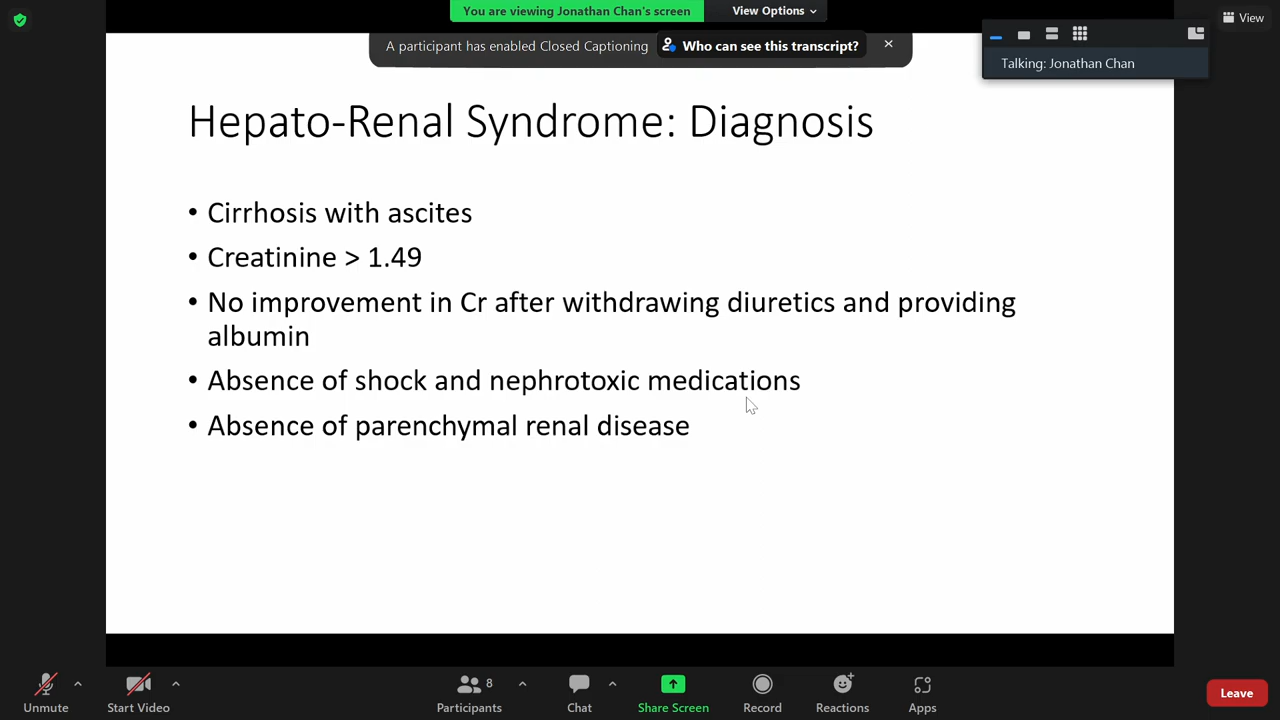 You are viewing Jonathan Chan's screen
View Options
View
A participant has enabled Closed Captioning
Who can see this transcript?
Talking: Jonathan Chan
Hepato-Renal Syndrome: Diagnosis
• Cirrhosis with ascites
• Creatinine > 1.49
• No improvement in Cr after withdrawing diuretics and providing
albumin
• Absence of shock and nephrotoxic medications
• Absence of parenchymal renal disease
Unmute
Start Video
8
Participants
Chat
Share Screen
Record
Reactions
Apps
Leave